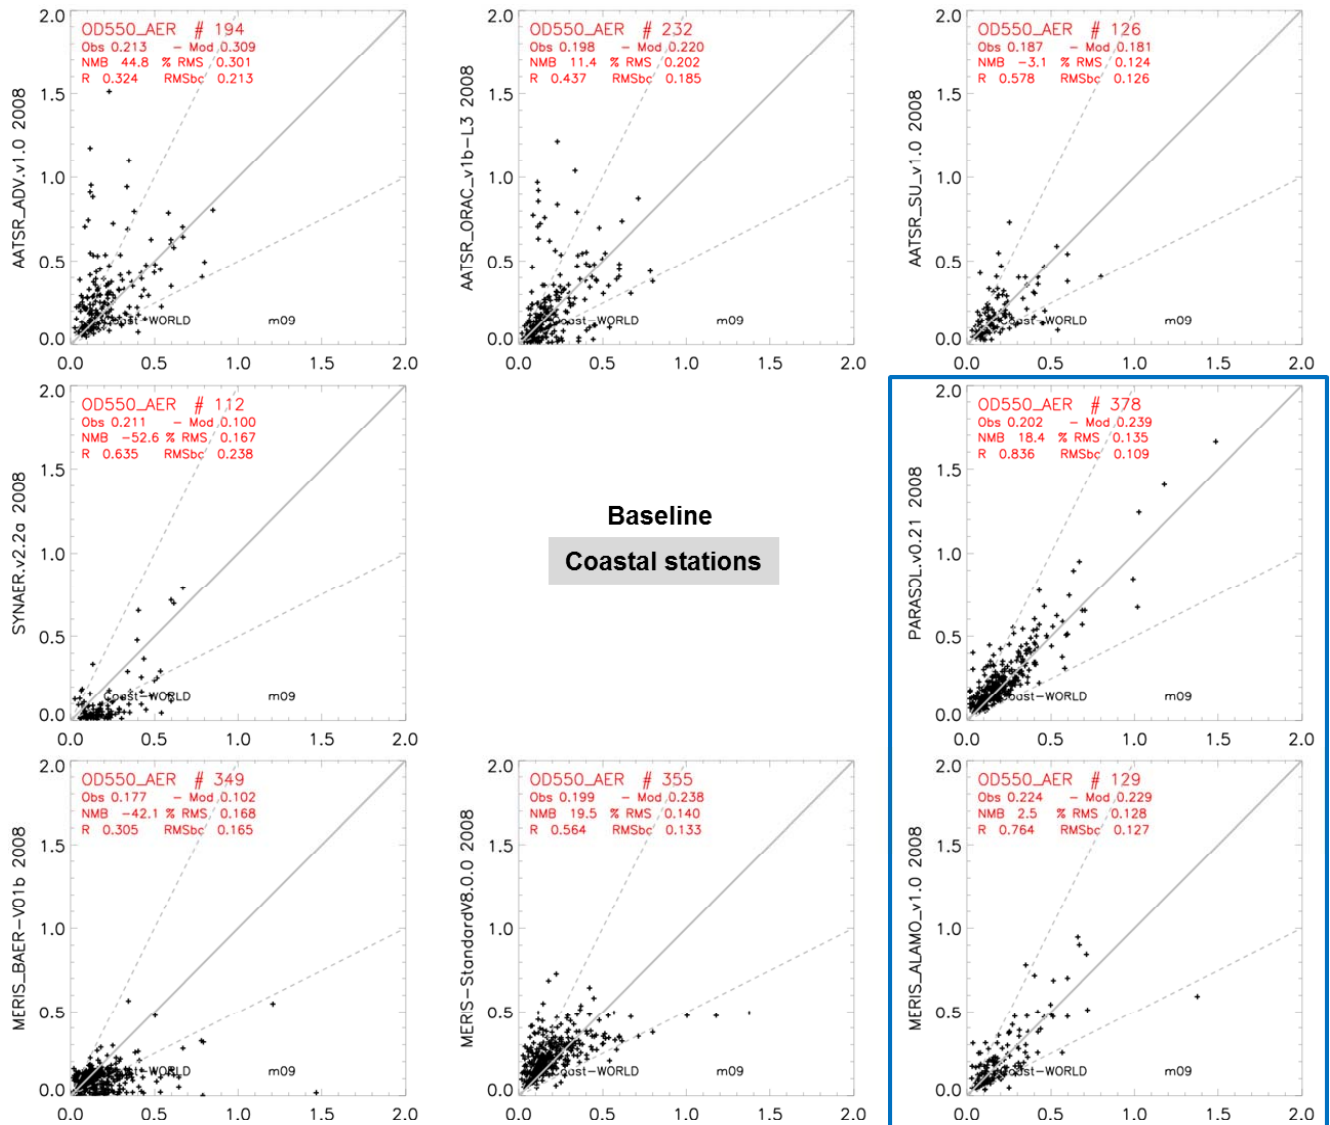 OD550_AER # 194
Obs 0.213 - Mod 0.309
NMB 44.8 % RMS 0.301
R 0.324 RMSbc 0.213
AATSR_ADV.v1.0 2008
2.0
1.5
1.0
0.5
0.0
Coast-WORLD m09
0.0 0.5 1.0 1.5 2.0
OD550_AER # 232
Obs 0.198 - Mod 0.220
NMB 11.4 % RMS 0.202
R 0.437 RMSbc 0.185
AATSR_ORAC_v1b-L3 2008
2.0
1.5
1.0
0.5
0.0
Coast-WORLD m09
0.0 0.5 1.0 1.5 2.0
OD550_AER # 126
Obs 0.187 - Mod 0.181
NMB -3.1 % RMS 0.124
R 0.578 RMSbc 0.126
AATSR_SU_v1.0 2008
2.0
1.5
1.0
0.5
0.0
Coast-WORLD m09
0.0 0.5 1.0 1.5 2.0
OD550_AER # 112
Obs 0.211 - Mod 0.100
NMB -52.6 % RMS 0.167
R 0.635 RMSbc 0.238
SYNAER.v2.2a 2008
2.0
1.5
1.0
0.5
0.0
Coast-WORLD m09
0.0 0.5 1.0 1.5 2.0
Baseline
Coastal stations
OD550_AER # 378
Obs 0.202 - Mod 0.239
NMB 18.4 % RMS 0.135
R 0.836 RMSbc 0.109
PARASOL.v0.21 2008
2.0
1.5
1.0
0.5
0.0
Coast-WORLD m09
0.0 0.5 1.0 1.5 2.0
OD550_AER # 349
Obs 0.177 - Mod 0.102
NMB -42.1 % RMS 0.168
R 0.305 RMSbc 0.165
MERIS_BAER-V01b 2008
2.0
1.5
1.0
0.5
0.0
Coast-WORLD m09
0.0 0.5 1.0 1.5 2.0
OD550_AER # 355
Obs 0.199 - Mod 0.238
NMB 19.5 % RMS 0.140
R 0.564 RMSbc 0.133
MERIS-StandardV8.0.0 2008
2.0
1.5
1.0
0.5
0.0
Coast-WORLD m09
0.0 0.5 1.0 1.5 2.0
OD550_AER # 129
Obs 0.224 - Mod 0.229
NMB 2.5 % RMS 0.128
R 0.764 RMSbc 0.127
MERIS_ALAMO_v1.0 2008
2.0
1.5
1.0
0.5
0.0
Coast-WORLD m09
0.0 0.5 1.0 1.5 2.0